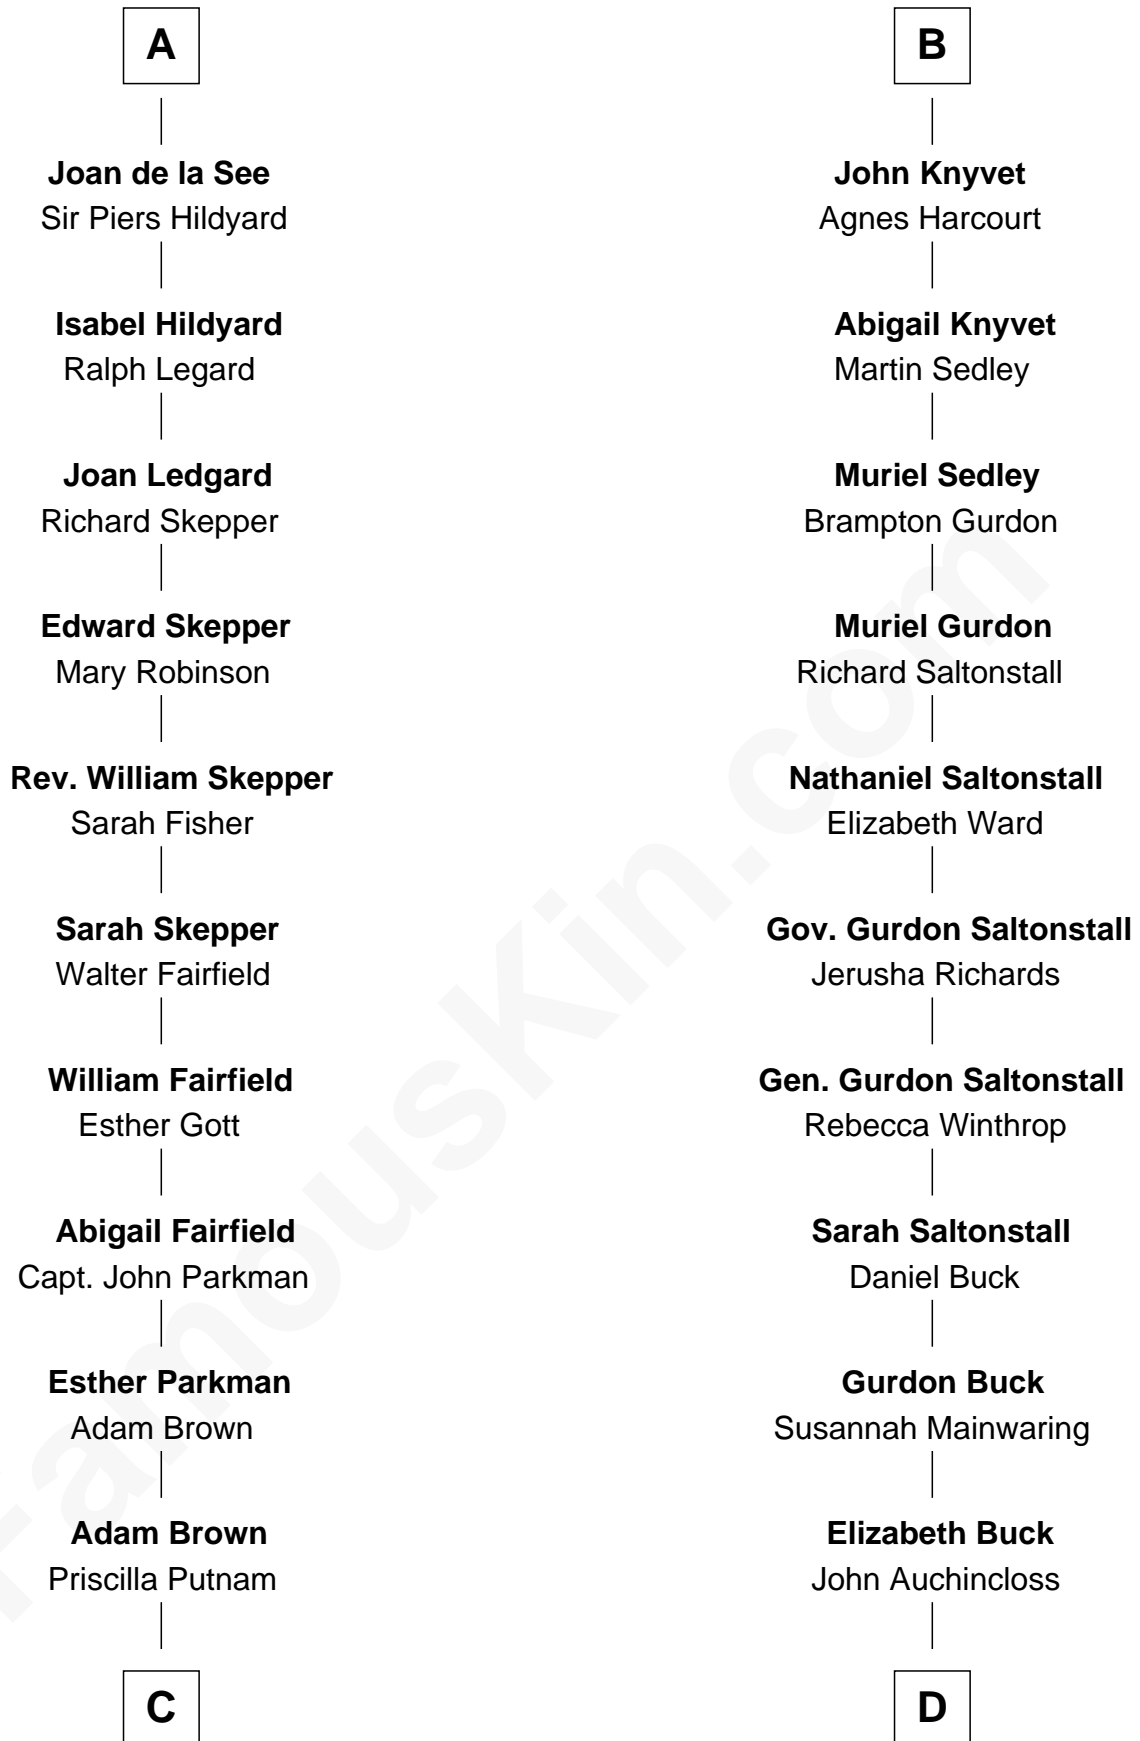 A
Joan de la See
Sir Piers Hildyard
Isabel Hildyard
Ralph Legard
Joan Ledgard
Richard Skepper
Edward Skepper
Mary Robinson
Rev. William Skepper
Sarah Fisher
Sarah Skepper
Walter Fairfield
William Fairfield
Esther Gott
Abigail Fairfield
Capt. John Parkman
Esther Parkman
Adam Brown
Adam Brown
Priscilla Putnam
C
B
John Knyvet
Agnes Harcourt
Abigail Knyvet
Martin Sedley
Muriel Sedley
Brampton Gurdon
Muriel Gurdon
Richard Saltonstall
Nathaniel Saltonstall
Elizabeth Ward
Gov. Gurdon Saltonstall
Jerusha Richards
Gen. Gurdon Saltonstall
Rebecca Winthrop
Sarah Saltonstall
Daniel Buck
Gurdon Buck
Susannah Mainwaring
Elizabeth Buck
John Auchincloss
D
FamousKin.com